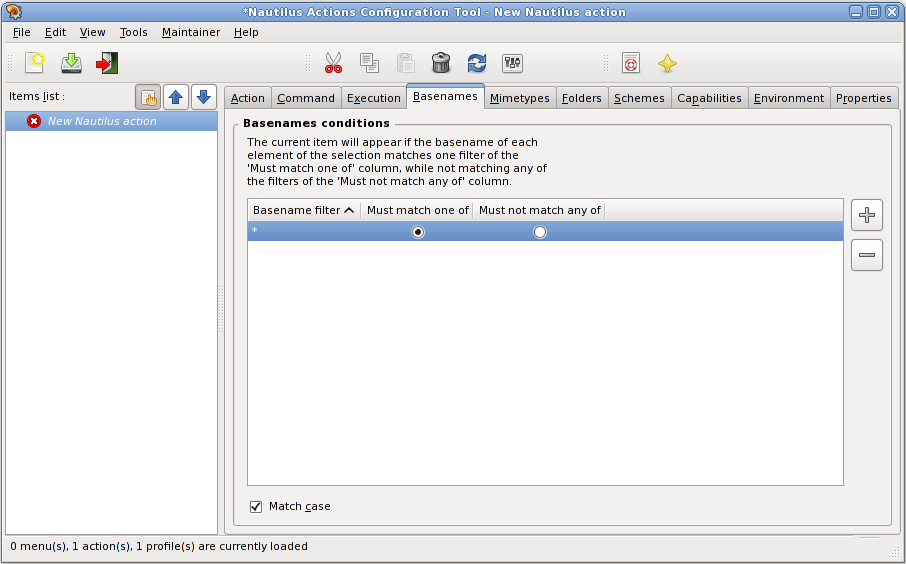 *Nautilus Actions Configuration Tool - New Nautilus action
File Edit View Tools Maintainer Help
Items list :
Action Command Execution Basenames Mimetypes Folders Schemes Capabilities Environment Properties
New Nautilus action
Basenames conditions
The current item will appear if the basename of each
element of the selection matches one filter of the
'Must match one of' column, while not matching any of
the filters of the 'Must not match any of' column.
Basename filter Must match one of Must not match any of
*
Match case
0 menu(s), 1 action(s), 1 profile(s) are currently loaded